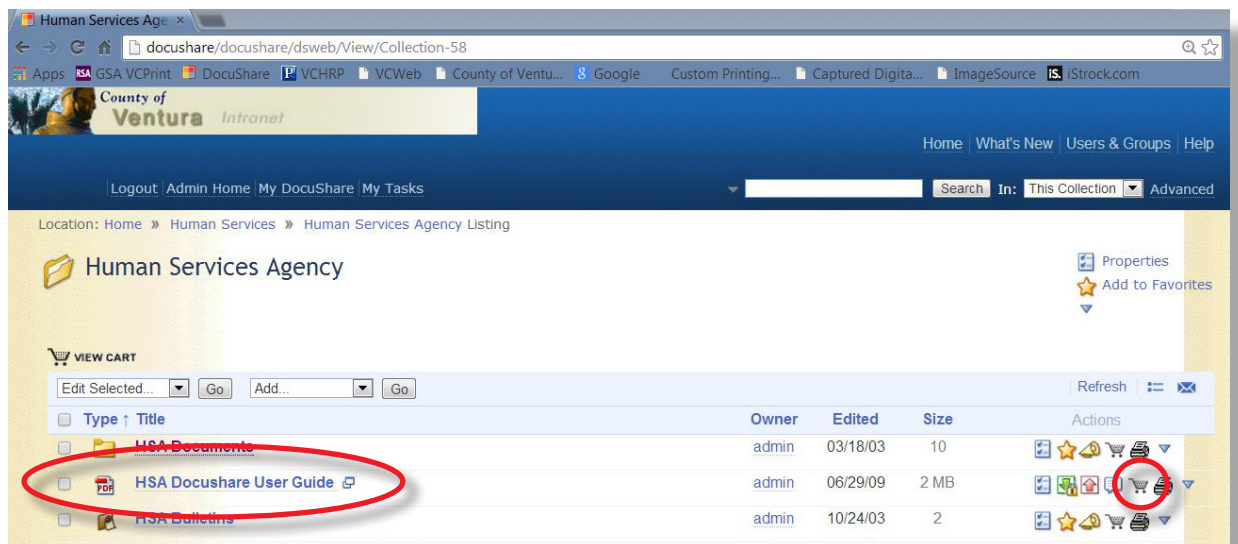 Human Services Age ×
docushare/docushare/dsweb/View/Collection-58
Apps RSA GSA VCPrint DocuShare P VCHRP VCWeb County of Ventu... 8 Google Custom Printing... Captured Digita... ImageSource iS. iStrock.com
County of
Ventura Intranet
Home What's New Users & Groups Help
Logout Admin Home My DocuShare My Tasks Search In: This Collection Advanced
Location: Home » Human Services » Human Services Agency Listing
Human Services Agency
Properties
Add to Favorites
VIEW CART
Edit Selected... Go Add... Go Refresh
Type ↑ Title Owner Edited Size Actions
HSA Documents admin 03/18/03 10
PDF HSA Docushare User Guide admin 06/29/09 2 MB
HSA Bulletins admin 10/24/03 2